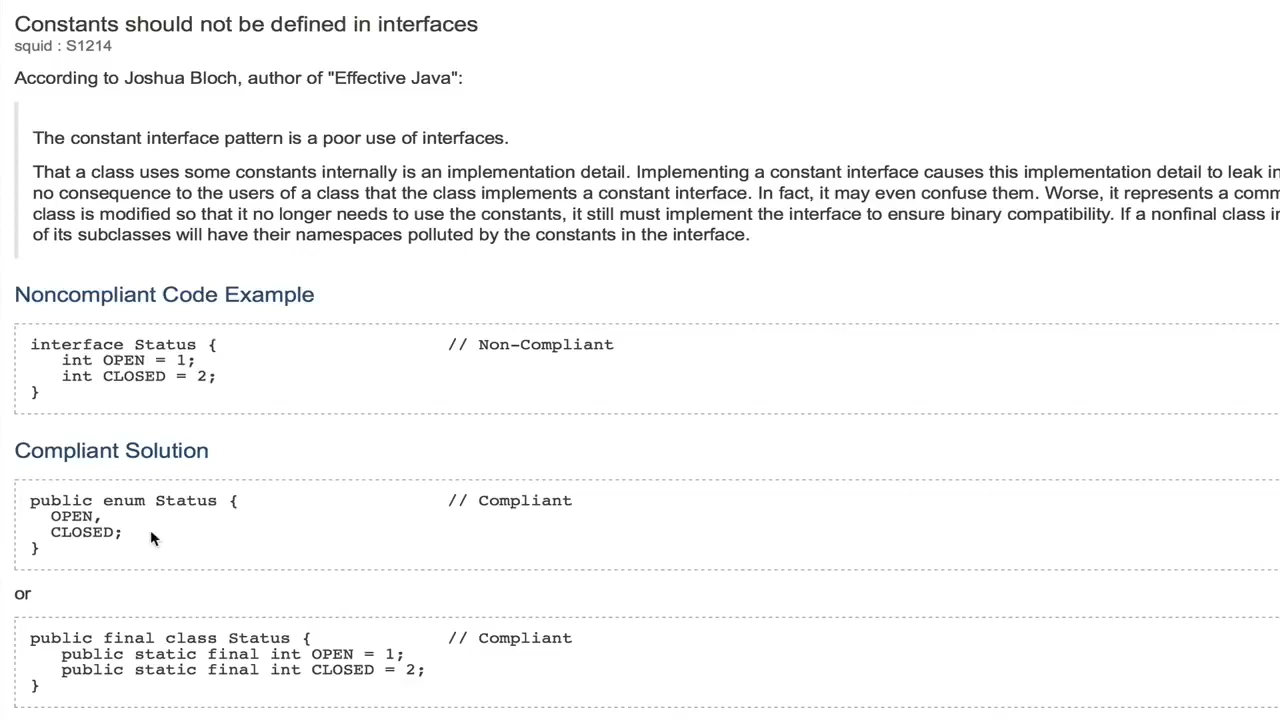 Constants should not be defined in interfaces
squid : S1214
According to Joshua Bloch, author of "Effective Java":
The constant interface pattern is a poor use of interfaces.
That a class uses some constants internally is an implementation detail. Implementing a constant interface causes this implementation detail to leak
no consequence to the users of a class that the class implements a constant interface. In fact, it may even confuse them. Worse, it represents a
class is modified so that it no longer needs to use the constants, it still must implement the interface to ensure binary compatibility. If a nonfinal class
of its subclasses will have their namespaces polluted by the constants in the interface.
Noncompliant Code Example
interface Status { // Non-Compliant
int OPEN = 1;
int CLOSED = 2;
}
Compliant Solution
public enum Status { // Compliant
OPEN,
CLOSED;
}
or
public final class Status { // Compliant
public static final int OPEN = 1;
public static final int CLOSED = 2;
}